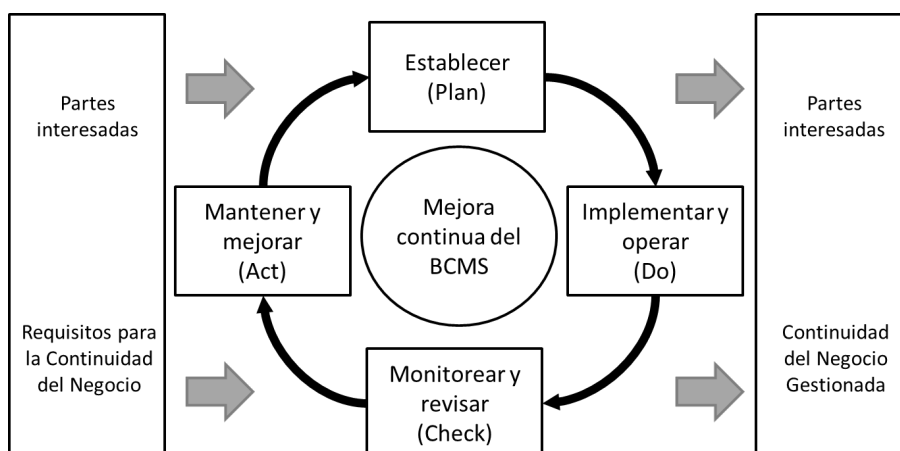 Partes
interesadas
Requisitos para
la Continuidad
del Negocio
Establecer
(Plan)
Mantener y
mejorar
(Act)
Mejora
continua del
BCMS
Implementar y
operar
(Do)
Monitorear y
revisar
(Check)
Partes
interesadas
Continuidad
del Negocio
Gestionada